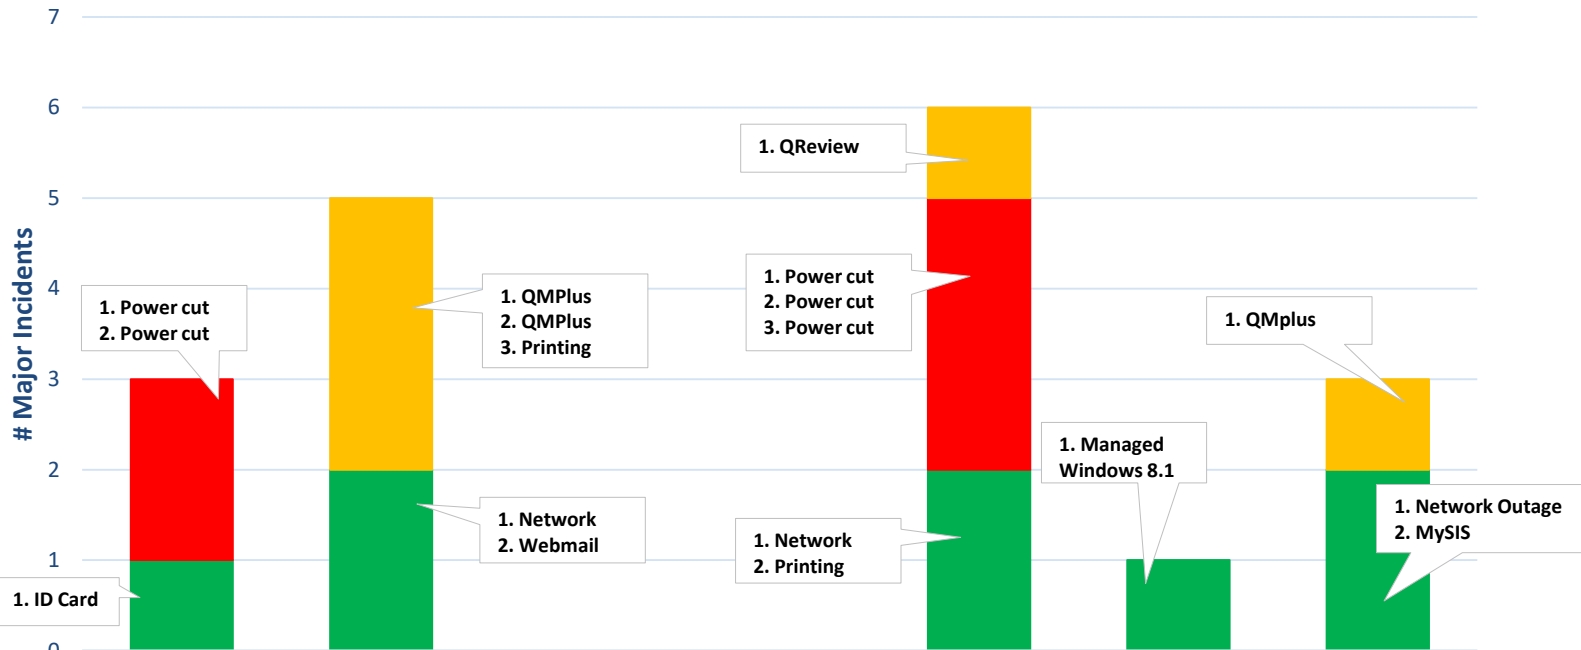 7
6
5
4
3
2
1
0
# Major Incidents
1. ID Card
1. Power cut
2. Power cut
1. QMPlus
2. QMPlus
3. Printing
1. Network
2. Webmail
1. QReview
1. Power cut
2. Power cut
3. Power cut
1. Network
2. Printing
1. Managed
Windows 8.1
1. QMplus
1. Network Outage
2. MySIS